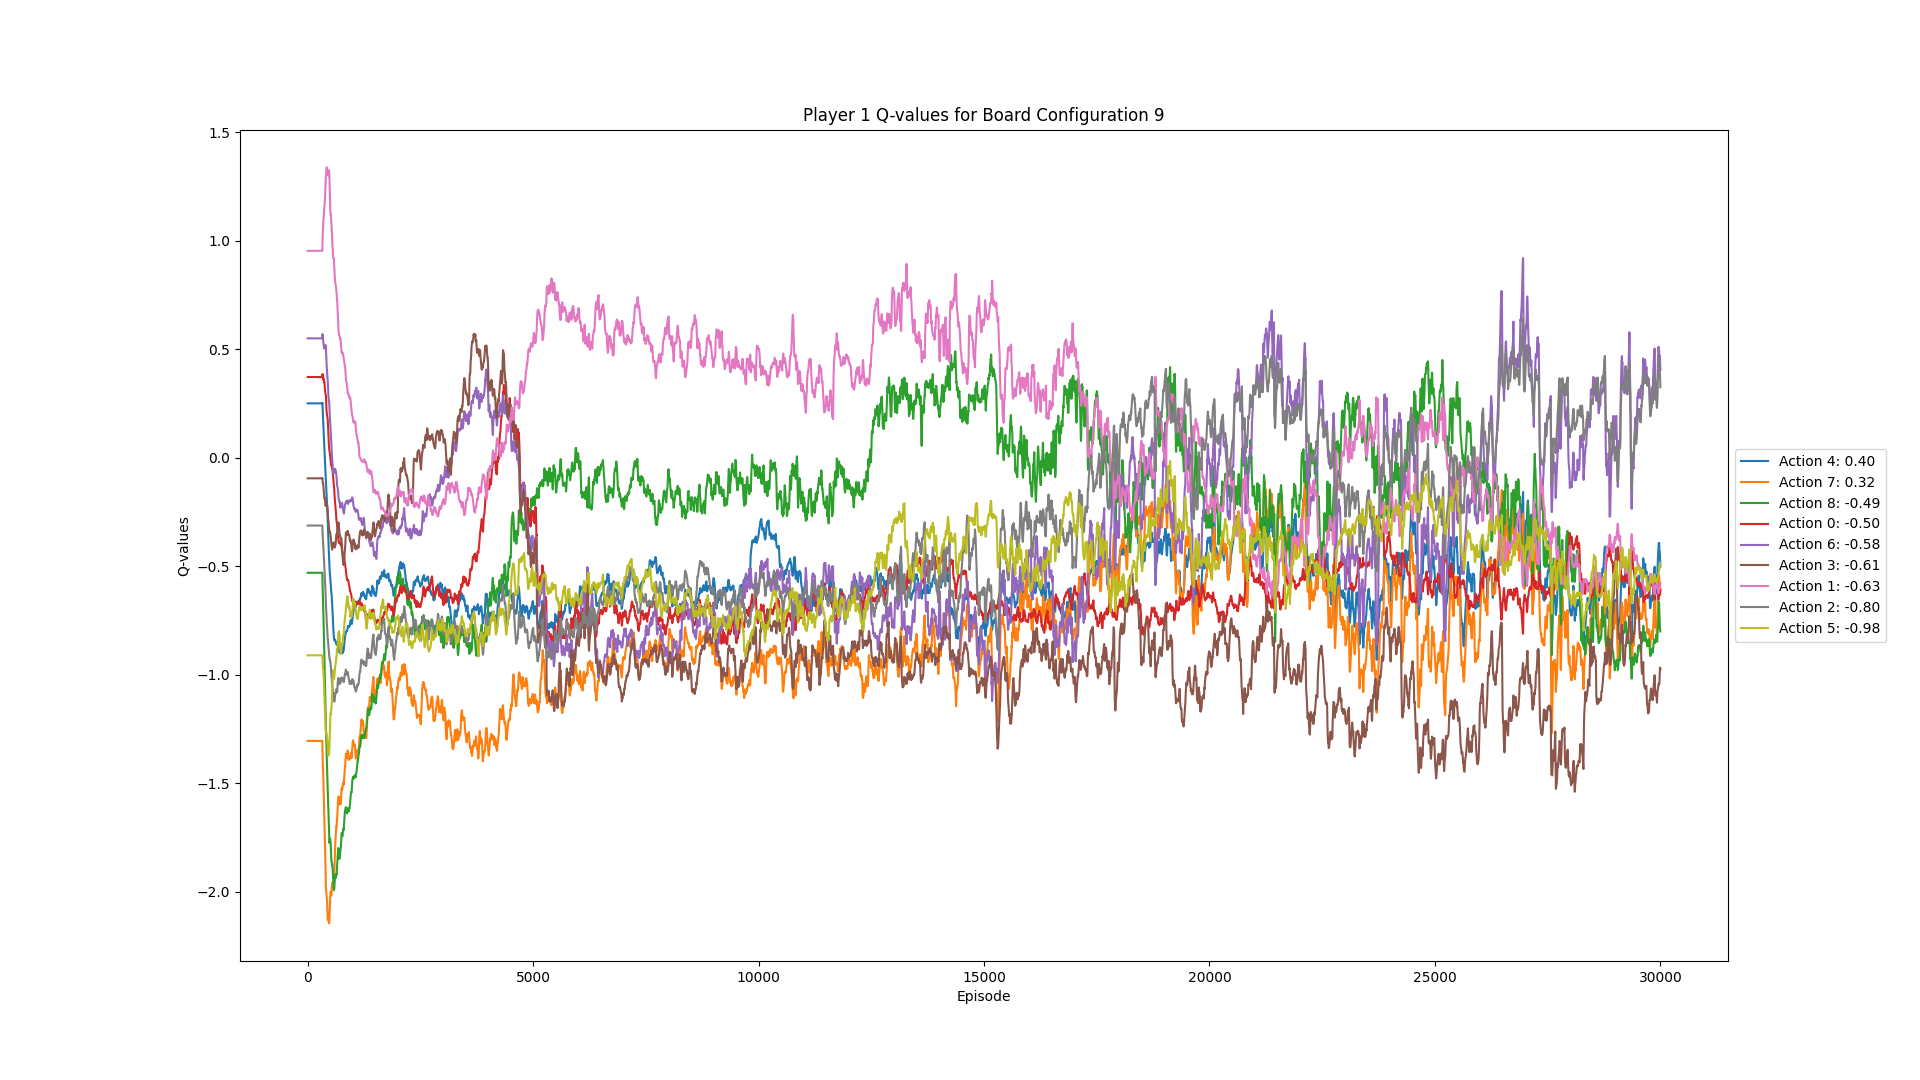 Player 1 Q-values for Board Configuration 9
1.5
1.0
0.5
0.0
−0.5
−1.0
−1.5
−2.0
Q-values
0
5000
10000
15000
20000
25000
30000
Episode
Action 4: 0.40
Action 7: 0.32
Action 8: -0.49
Action 0: -0.50
Action 6: -0.58
Action 3: -0.61
Action 1: -0.63
Action 2: -0.80
Action 5: -0.98